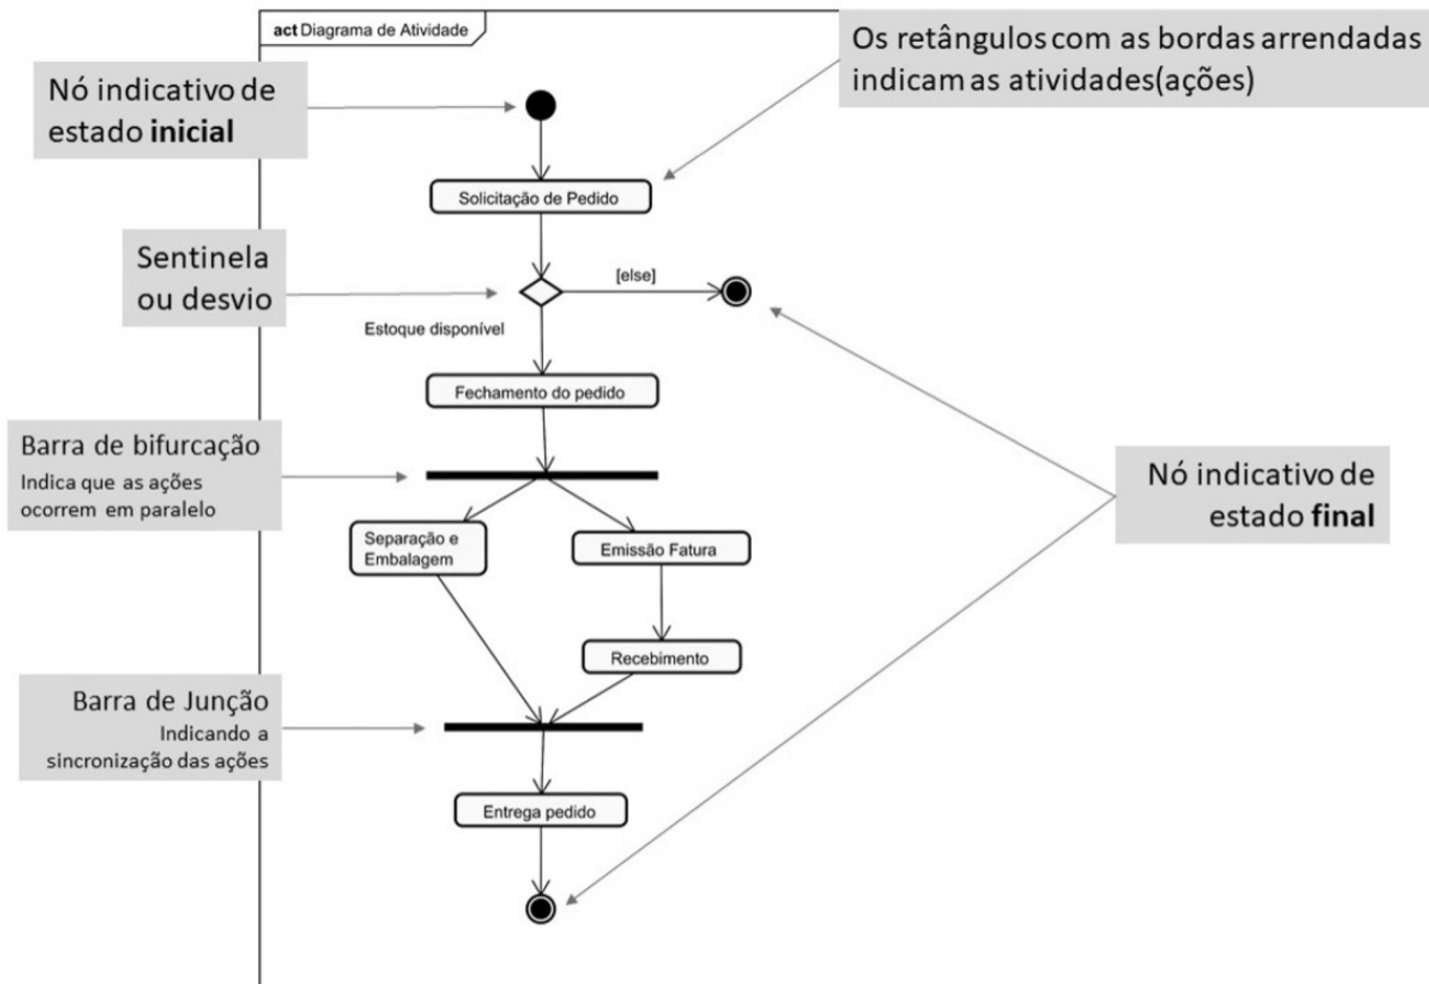 act Diagrama de Atividade
Os retângulos com as bordas arrendadas
indicam as atividades(ações)
Nó indicativo de
estado inicial
Solicitação de Pedido
Sentinela
ou desvio
[else]
Estoque disponível
Fechamento do pedido
Barra de bifurcação
Indica que as ações
ocorrem em paralelo
Nó indicativo de
estado final
Separação e
Embalagem
Emissão Fatura
Recebimento
Barra de Junção
Indicando a
sincronização das ações
Entrega pedido